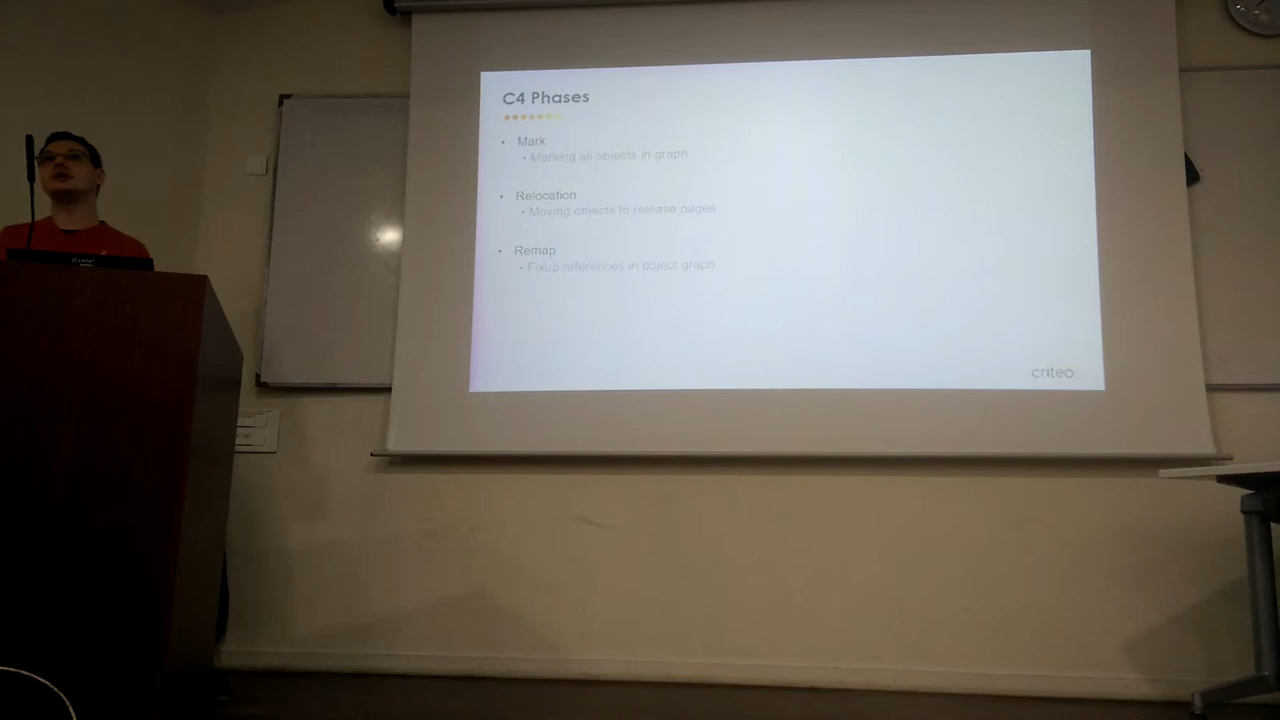 C4 Phases
• Mark
• Marking all objects in graph
• Relocation
• Moving objects to release pages
• Remap
• Fixup references in object graph
criteo